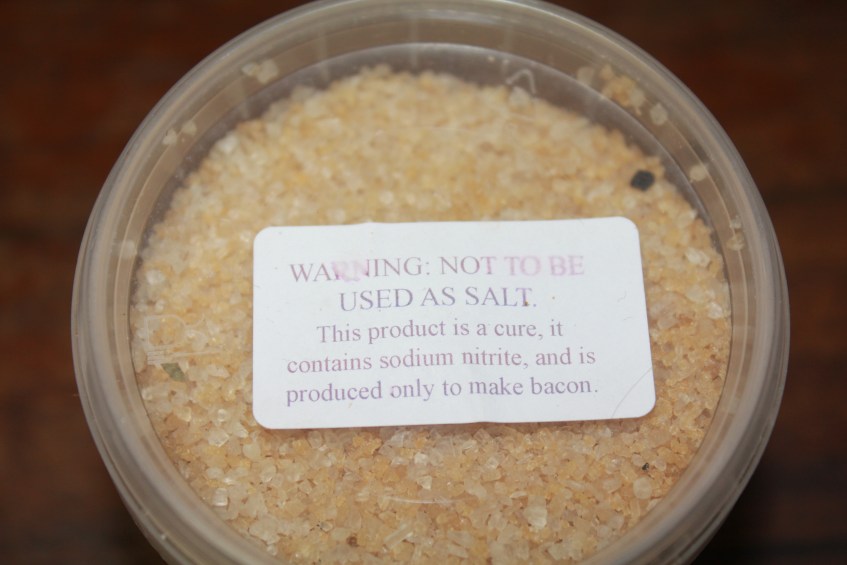 WARNING: NOT TO BE
USED AS SALT.
This product is a cure, it
contains sodium nitrite, and is
produced only to make bacon.